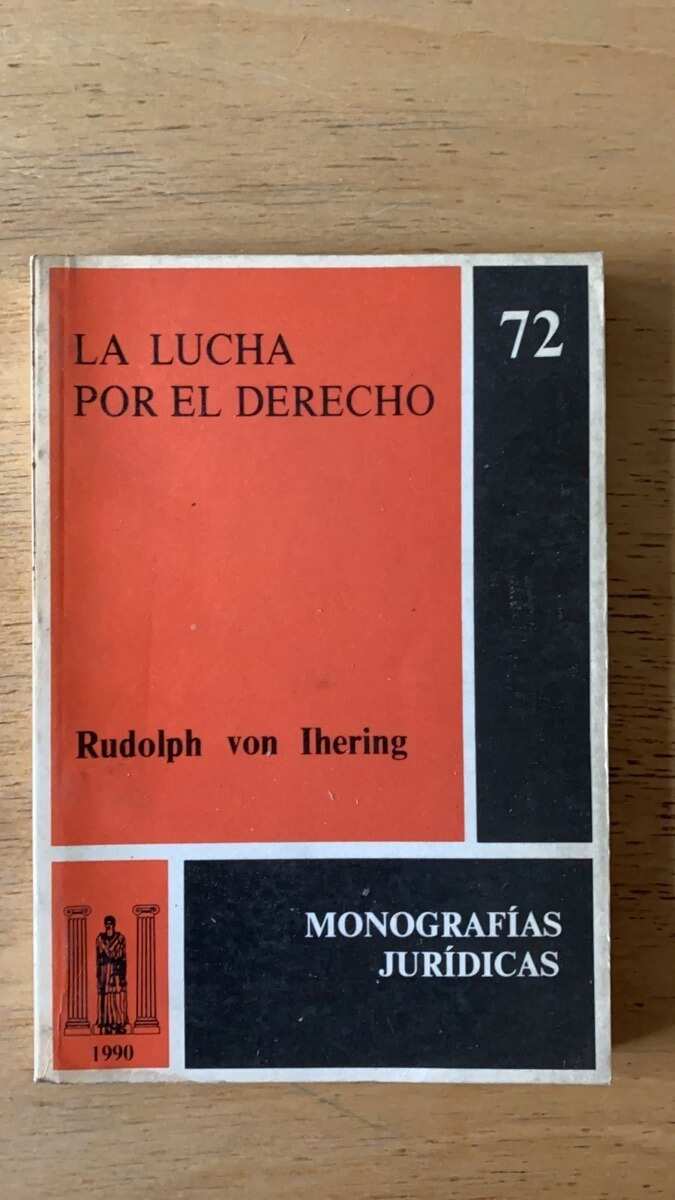 LA LUCHA
POR EL DERECHO
72
Rudolph von Ihering
MONOGRAFÍAS
JURÍDICAS
1990